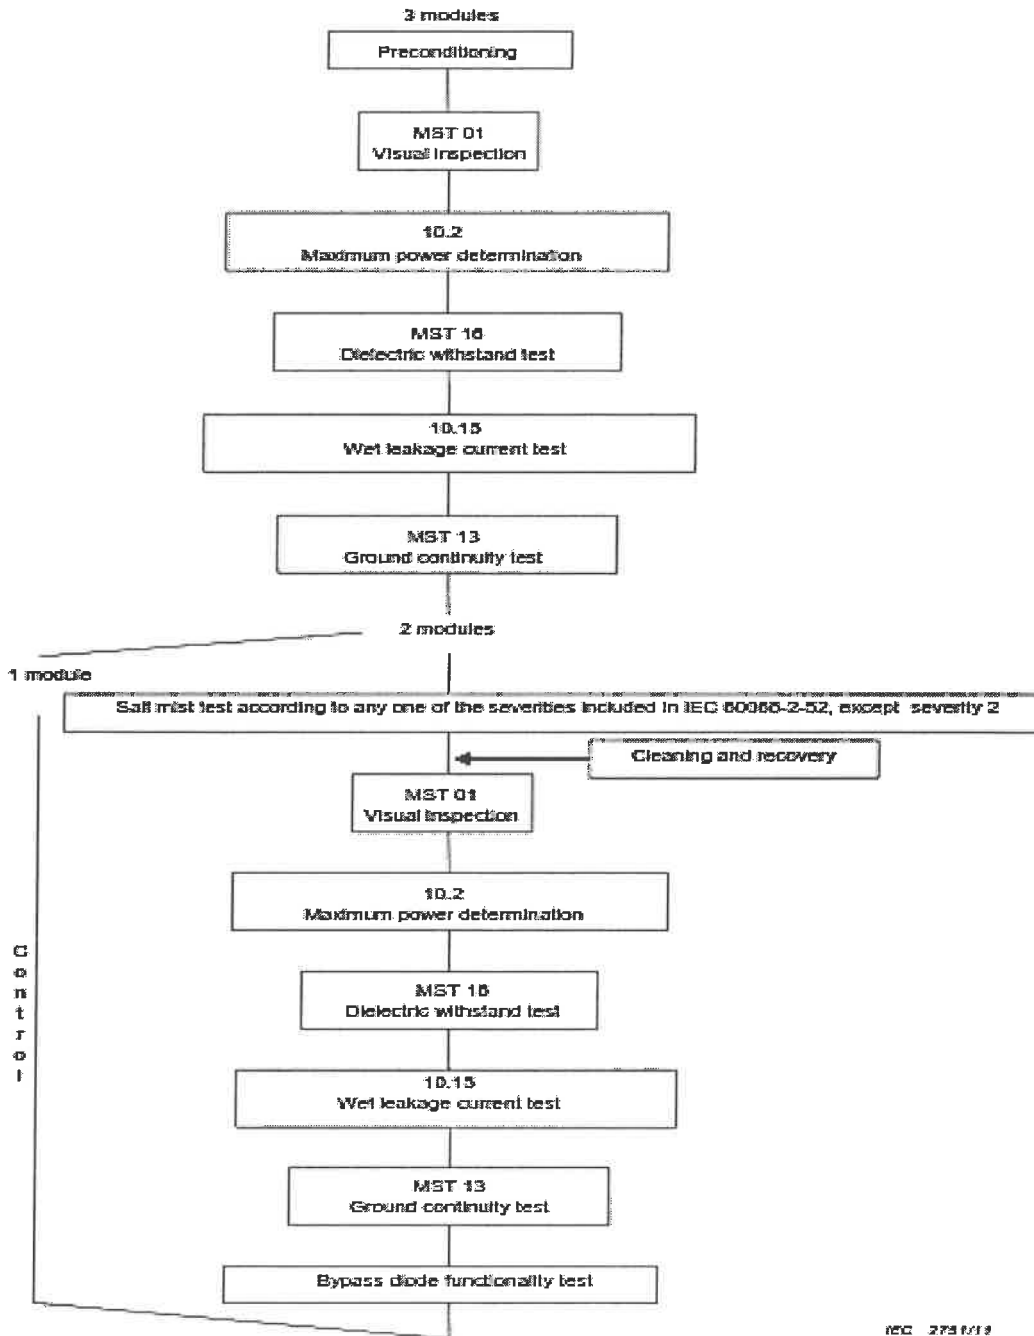 3 modules
Preconditioning
MST 01
Visual inspection
10.2
Maximum power determination
MST 16
Dielectric withstand test
10.15
Wet leakage current test
MST 13
Ground continuity test
2 modules
1 module
Salt mist test according to any one of the severities included in IEC 60068-2-52, except severity 2
Cleaning and recovery
MST 01
Visual inspection
10.2
Maximum power determination
MST 16
Dielectric withstand test
10.15
Wet leakage current test
Control
MST 13
Ground continuity test
Bypass diode functionality test
IEC